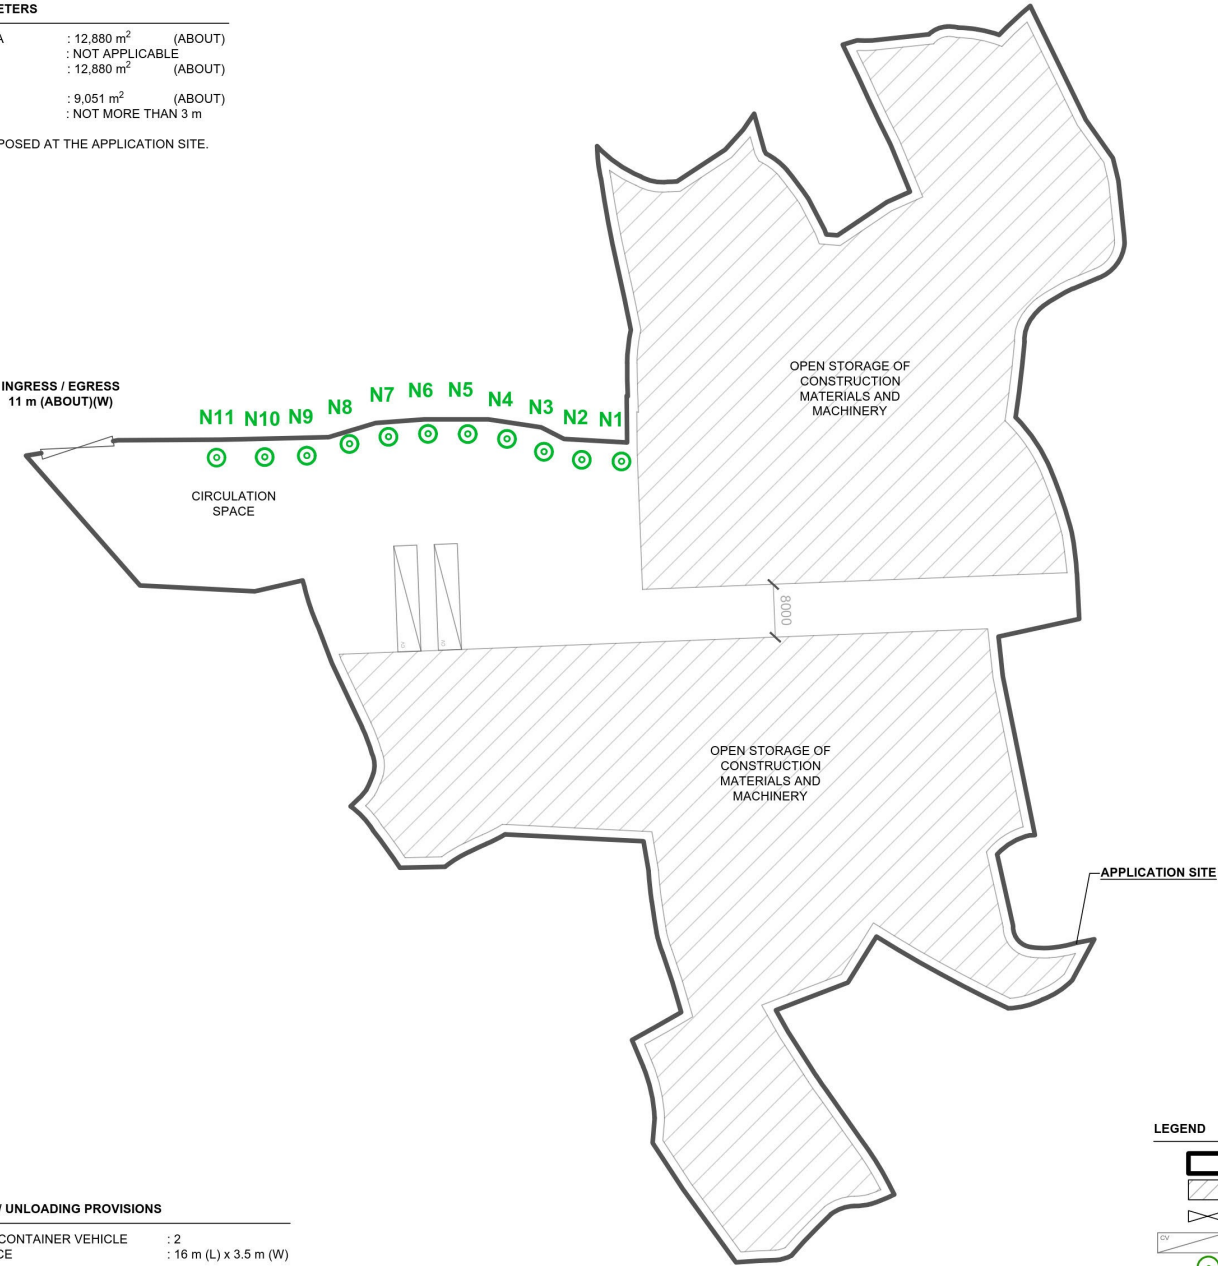 ETERS
A : 12,880 m² (ABOUT)
: NOT APPLICABLE
: 12,880 m² (ABOUT)
: 9,051 m² (ABOUT)
: NOT MORE THAN 3 m
POSED AT THE APPLICATION SITE.
OPEN STORAGE OF
CONSTRUCTION
MATERIALS AND
MACHINERY
INGRESS / EGRESS
11 m (ABOUT)(W)
N11 N10 N9 N8 N7 N6 N5 N4 N3 N2 N1
CIRCULATION
SPACE
8000
OPEN STORAGE OF
CONSTRUCTION
MATERIALS AND
MACHINERY
APPLICATION SITE
LEGEND
CV
/ UNLOADING PROVISIONS
CONTAINER VEHICLE : 2
CE : 16 m (L) x 3.5 m (W)